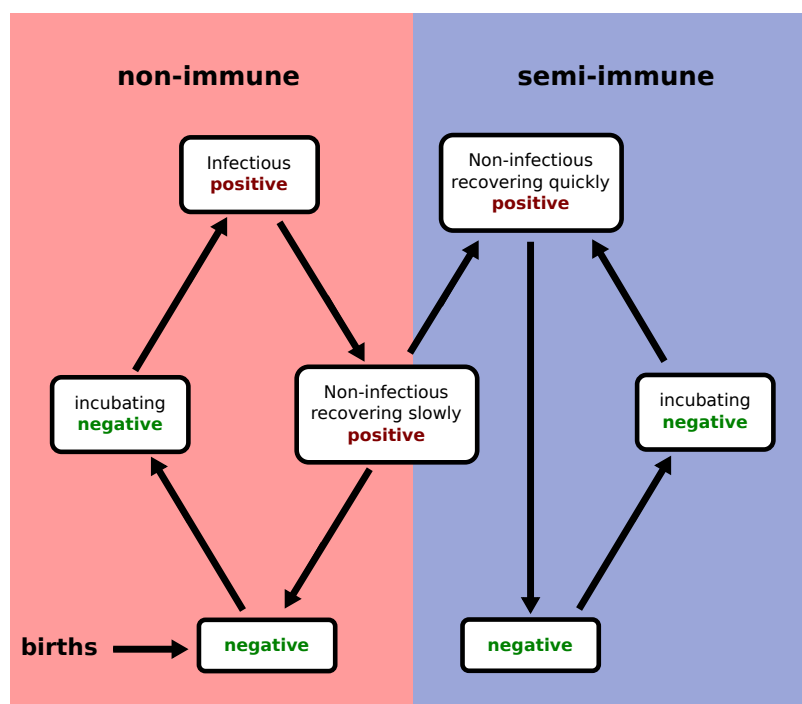 non-immune
semi-immune
Infectious
positive
Non-infectious
recovering quickly
positive
incubating
negative
Non-infectious
recovering slowly
positive
incubating
negative
births
negative
negative